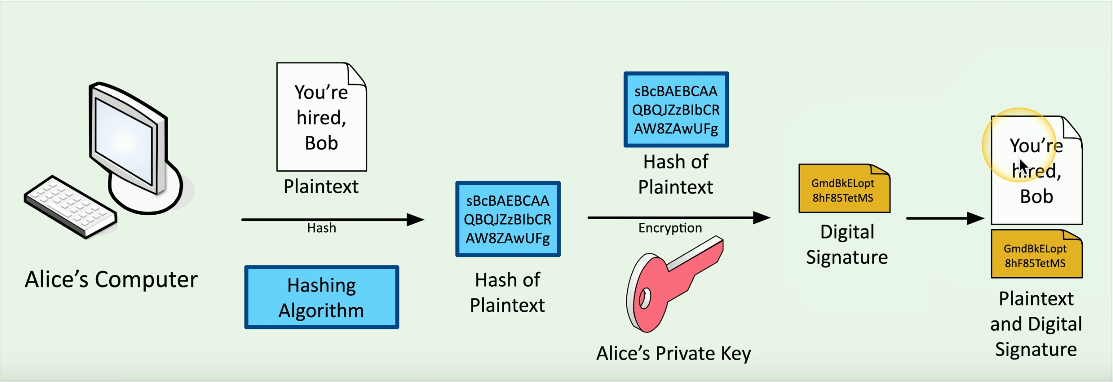 Alice's Computer
You're
hired,
Bob
Plaintext
Hash
Hashing
Algorithm
sBcBAEBCAA
QBQJZzBIbCR
AW8ZAwUFg
Hash of
Plaintext
sBcBAEBCAA
QBQJZzBIbCR
AW8ZAwUFg
Hash of
Plaintext
Encryption
Alice's Private Key
GmdBkELopt
8hF85TetMS
Digital
Signature
You're
hired,
Bob
GmdBkELopt
8hF85TetMS
Plaintext
and Digital
Signature